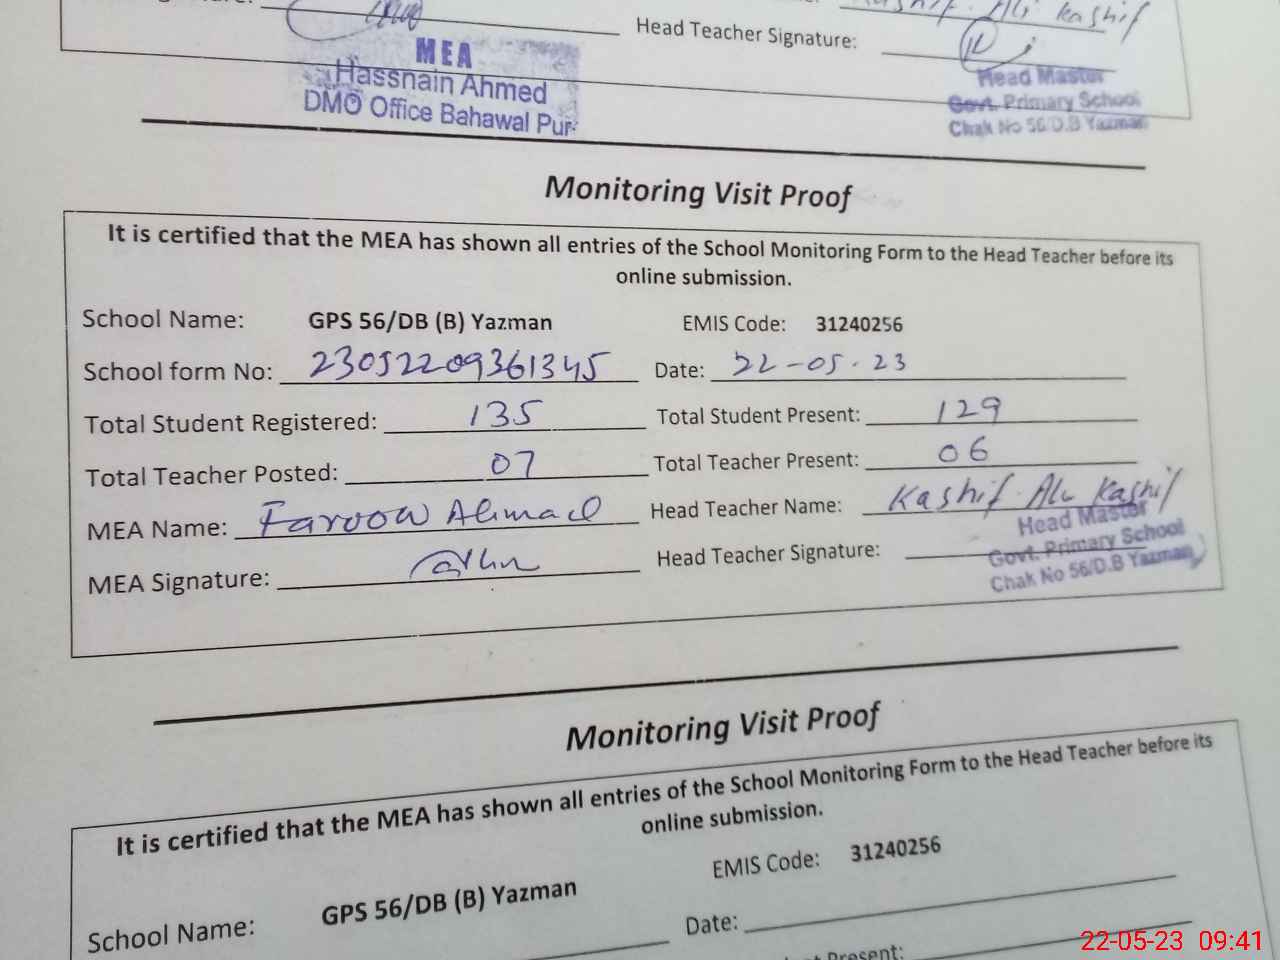 Kashif Ali Kashif
Head Teacher Signature:
MEA
Hassnain Ahmed
DMO Office Bahawal Pur
Head Master
Govt. Primary School
Chak No 56/D.B Yazman
Monitoring Visit Proof
It is certified that the MEA has shown all entries of the School Monitoring Form to the Head Teacher before its
online submission.
School Name: GPS 56/DB (B) Yazman EMIS Code: 31240256
School form No: 23052209361345 Date: 22-05-23
Total Student Registered: 135 Total Student Present: 129
Total Teacher Posted: 07 Total Teacher Present: 06
MEA Name: Farooq Ahmad Head Teacher Name: Kashif Ali Kashif
MEA Signature: Head Teacher Signature:
Head Master
Govt. Primary School
Chak No 56/D.B Yazman
Monitoring Visit Proof
It is certified that the MEA has shown all entries of the School Monitoring Form to the Head Teacher before its
online submission.
School Name: GPS 56/DB (B) Yazman EMIS Code: 31240256
Date:
Present:
22-05-23 09:41